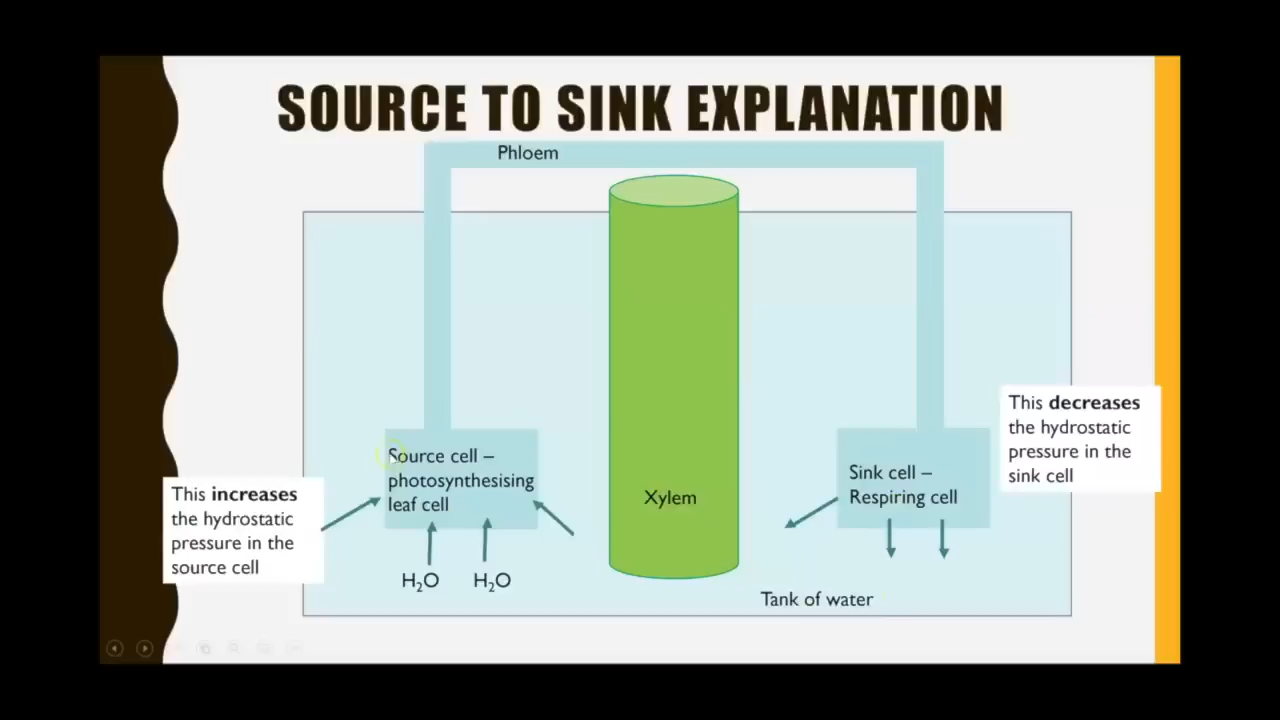 SOURCE TO SINK EXPLANATION
Phloem
This increases
the hydrostatic
pressure in the
source cell
Source cell –
photosynthesising
leaf cell
H₂O H₂O
Xylem
Sink cell –
Respiring cell
This decreases
the hydrostatic
pressure in the
sink cell
Tank of water